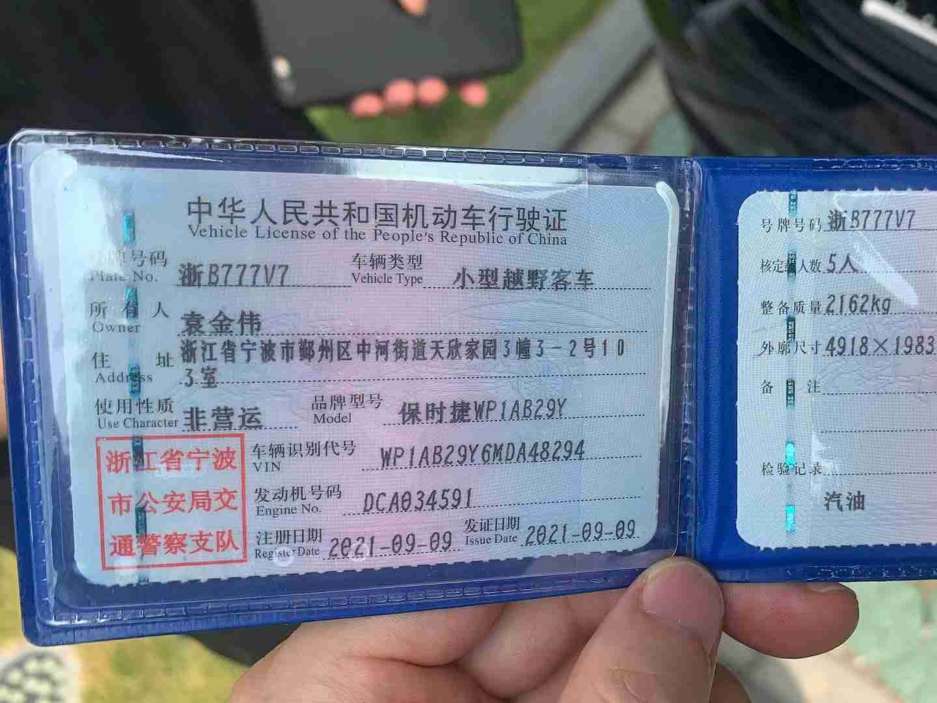 中华人民共和国机动车行驶证
Vehicle License of the People's Republic of China
号牌号码 浙B777V7 车辆类型 小型越野客车
Plate No. Vehicle Type
所有人 袁金伟
Owner
住址 浙江省宁波市鄞州区中河街道天欣家园3幢3-2号10
Address 3室
使用性质 非营运 品牌型号 保时捷WP1AB29Y
Use Character Model
浙江省宁波
市公安局交
通警察支队
车辆识别代号 WP1AB29Y6MDA48294
VIN
发动机号码 DCA034591
Engine No.
注册日期 2021-09-09 发证日期 2021-09-09
Register Date Issue Date
号牌号码 浙B777V7
核定载人数 5人
整备质量 2162kg
外廓尺寸 4918×1983
备注
检验记录
汽油